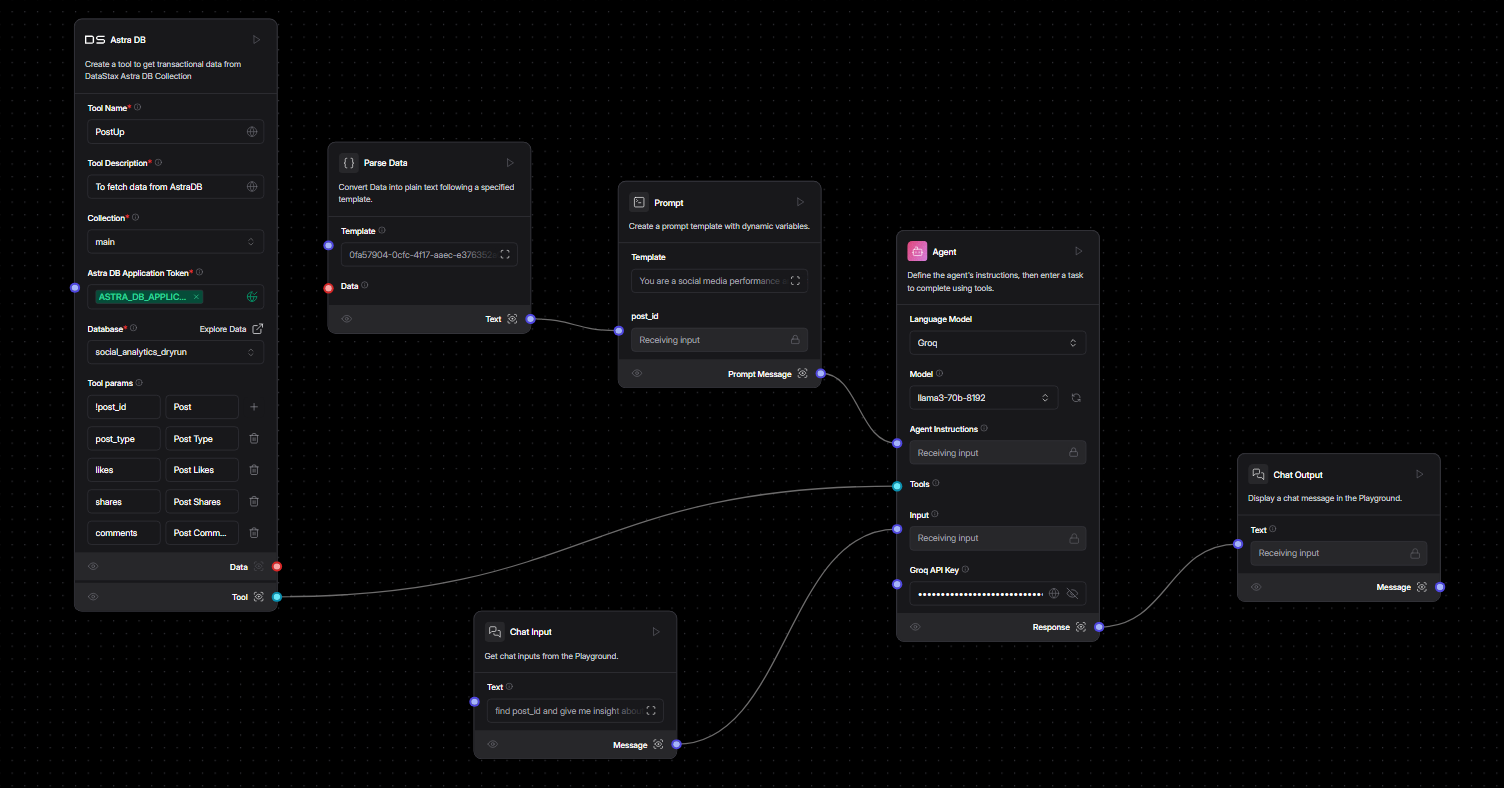 DS Astra DB
Create a tool to get transactional data from
DataStax Astra DB Collection
Tool Name*
PostUp
Tool Description*
To fetch data from AstraDB
Collection*
main
Astra DB Application Token*
ASTRA_DB_APPLIC... ×
Database*
Explore Data
social_analytics_dryrun
Tool params
!post_id
Post
post_type
Post Type
likes
Post Likes
shares
Post Shares
comments
Post Comm...
Data
Tool
{} Parse Data
Convert Data into plain text following a specified
template.
Template
0fa57904-0cfc-4f17-aaec-e376352
Data
Text
Prompt
Create a prompt template with dynamic variables.
Template
You are a social media performance
post_id
Receiving input
Prompt Message
Chat Input
Get chat inputs from the Playground.
Text
find post_id and give me insight about
Message
Agent
Define the agent's instructions, then enter a task
to complete using tools.
Language Model
Groq
Model
llama3-70b-8192
Agent Instructions
Receiving input
Tools
Input
Receiving input
Groq API Key
Response
Chat Output
Display a chat message in the Playground.
Text
Receiving input
Message